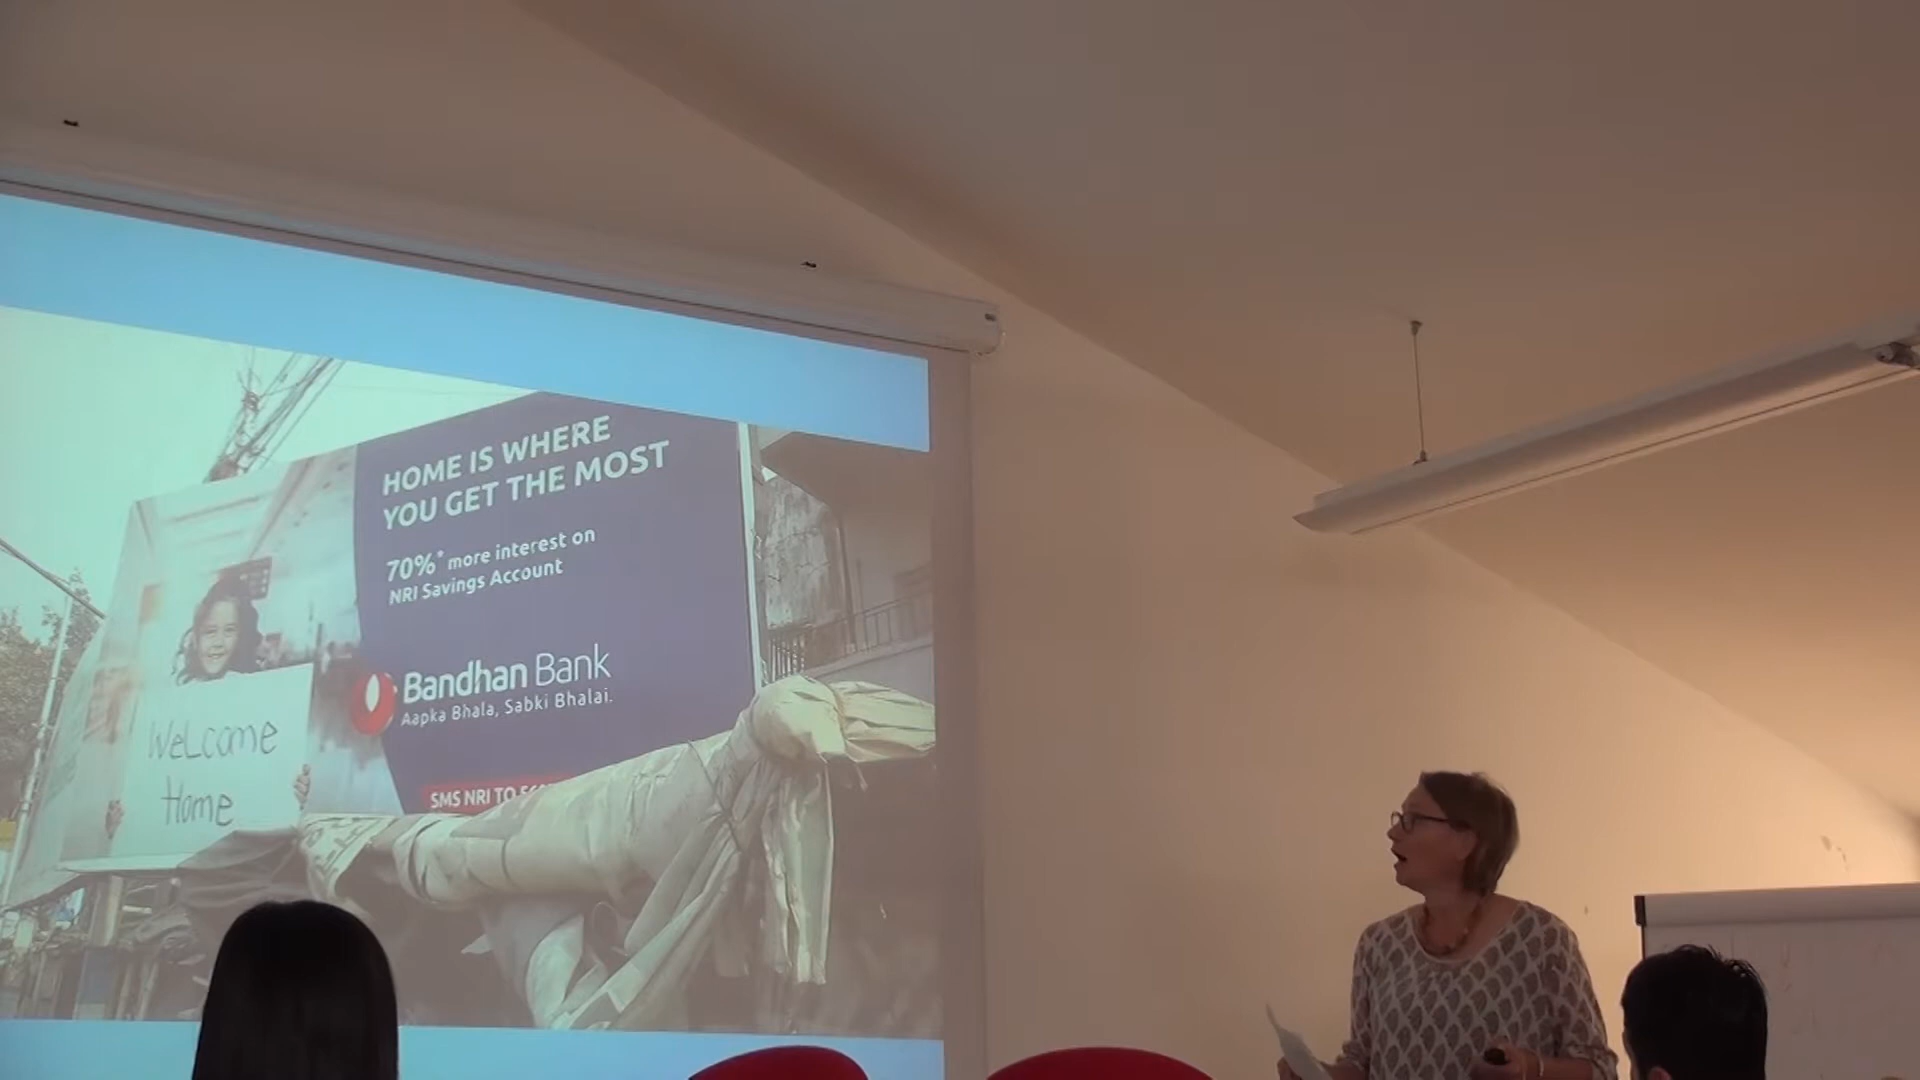 HOME IS WHERE
YOU GET THE MOST
70%* more interest on
NRI Savings Account
Bandhan Bank
Aapka Bhala, Sabki Bhalai.
SMS NRI TO
Welcome
Home